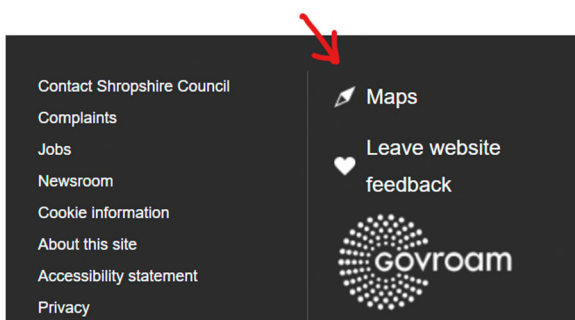 Contact Shropshire Council
Complaints
Jobs
Newsroom
Cookie information
About this site
Accessibility statement
Privacy
Maps
Leave website
feedback
govroam